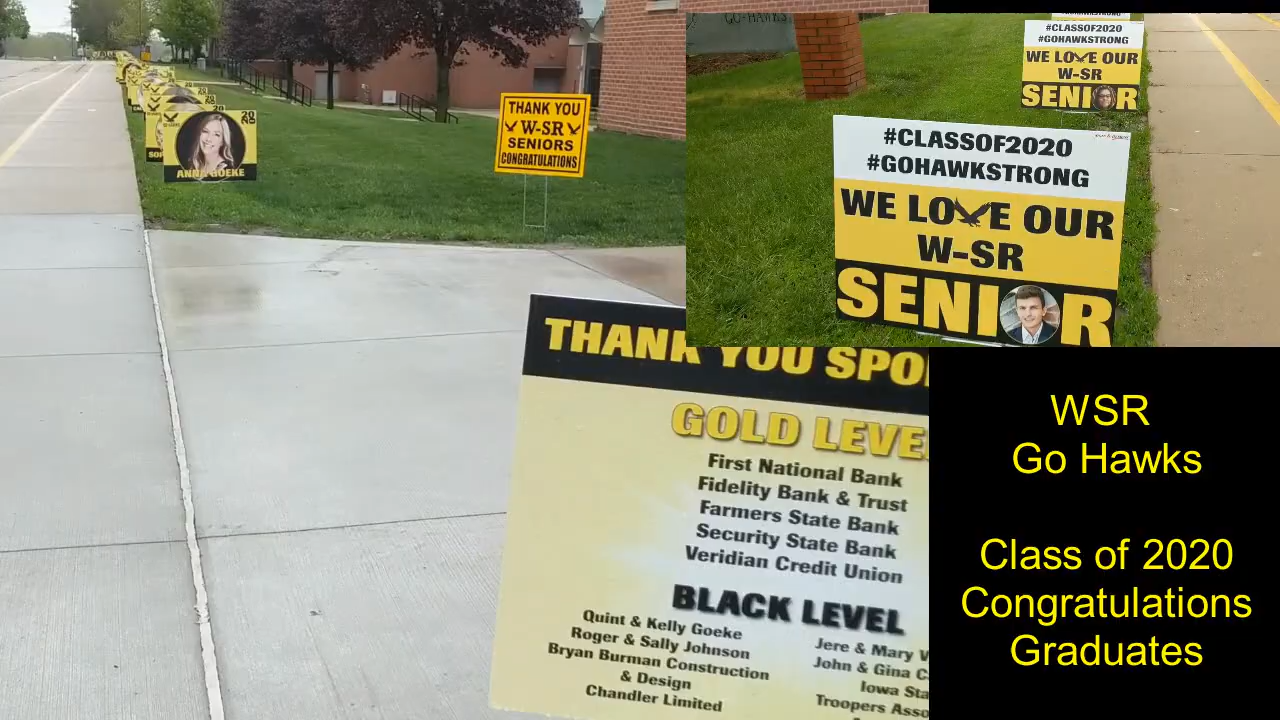 THANK YOU
W-SR
SENIORS
CONGRATULATIONS
20
ANNA GOEKE
#CLASSOF2020
#GOHAWKSTRONG
WE LOVE OUR
W-SR
SENIOR
#CLASSOF2020
#GOHAWKSTRONG
WE LOVE OUR
W-SR
SENIOR
THANK YOU SPO
GOLD LEVE
First National Bank
Fidelity Bank & Trust
Farmers State Bank
Security State Bank
Veridian Credit Union
BLACK LEVEL
Quint & Kelly Goeke
Roger & Sally Johnson
Bryan Burman Construction
& Design
Chandler Limited
Jere & Mary V
John & Gina C
Iowa Sta
Troopers Asso
WSR
Go Hawks
Class of 2020
Congratulations
Graduates